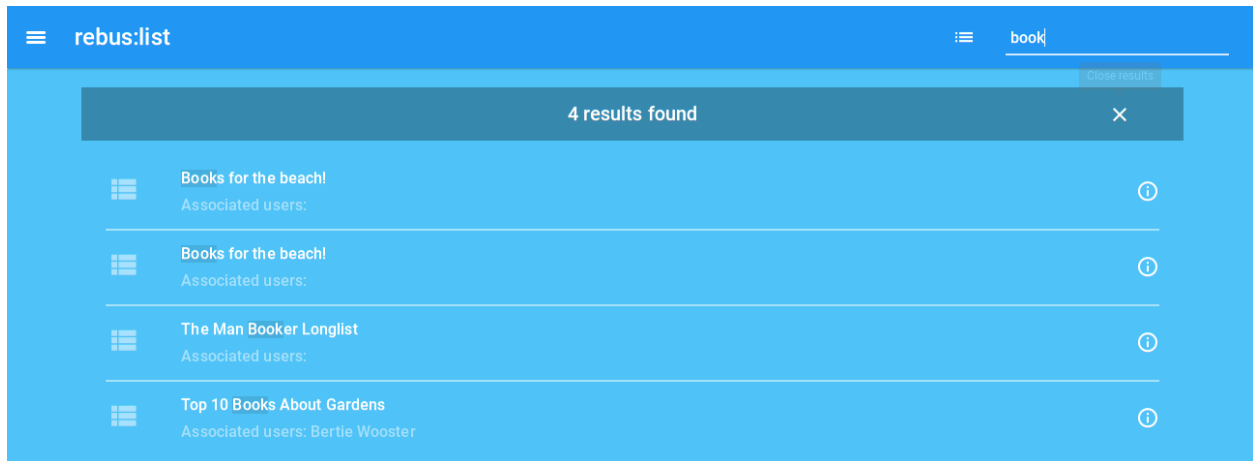 rebus:list
book
Close results
4 results found
Books for the beach!
Associated users:
Books for the beach!
Associated users:
The Man Booker Longlist
Associated users:
Top 10 Books About Gardens
Associated users: Bertie Wooster